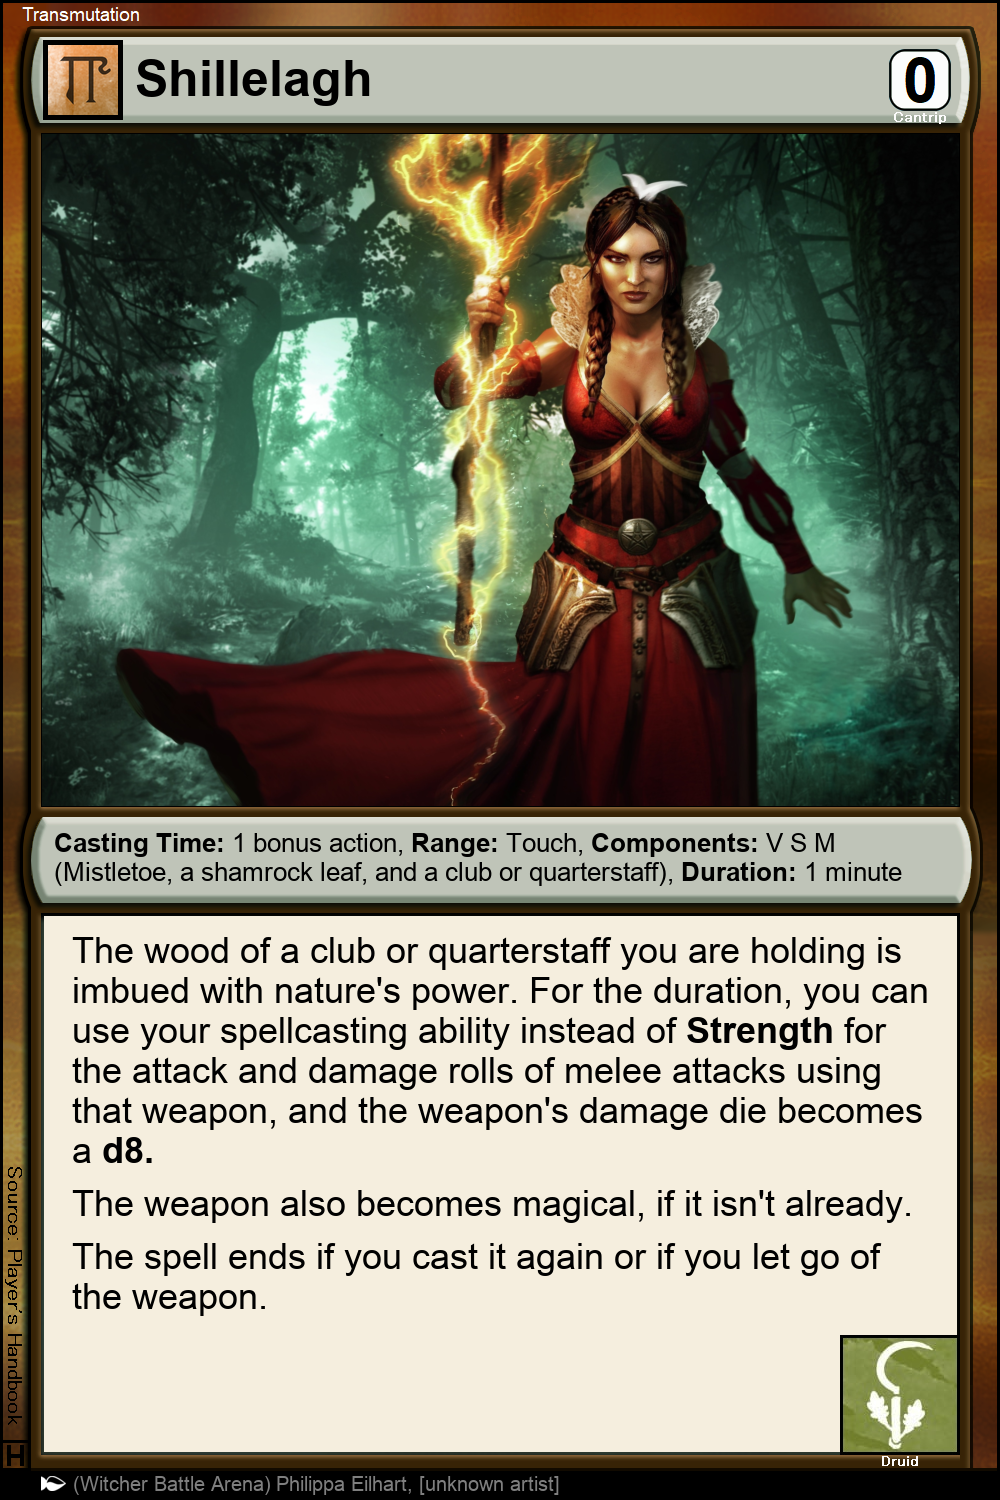 Transmutation
Shillelagh
0
Cantrip
Casting Time: 1 bonus action, Range: Touch, Components: V S M
(Mistletoe, a shamrock leaf, and a club or quarterstaff), Duration: 1 minute
The wood of a club or quarterstaff you are holding is
imbued with nature's power. For the duration, you can
use your spellcasting ability instead of Strength for
the attack and damage rolls of melee attacks using
that weapon, and the weapon's damage die becomes
a d8.
The weapon also becomes magical, if it isn't already.
The spell ends if you cast it again or if you let go of
the weapon.
Source: Player's Handbook
H
Druid
(Witcher Battle Arena) Philippa Eilhart, [unknown artist]